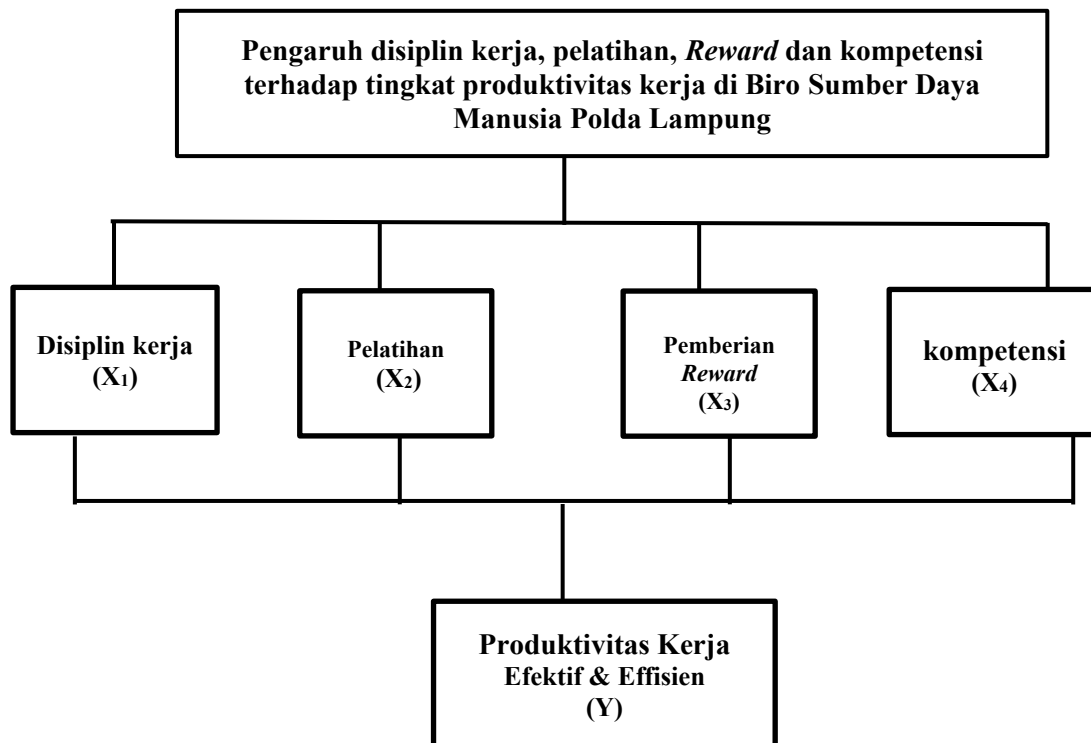 Pengaruh disiplin kerja, pelatihan, Reward dan kompetensi
terhadap tingkat produktivitas kerja di Biro Sumber Daya
Manusia Polda Lampung
Disiplin kerja
(X₁)
Pelatihan
(X₂)
Pemberian
Reward
(X₃)
kompetensi
(X₄)
Produktivitas Kerja
Efektif & Effisien
(Y)